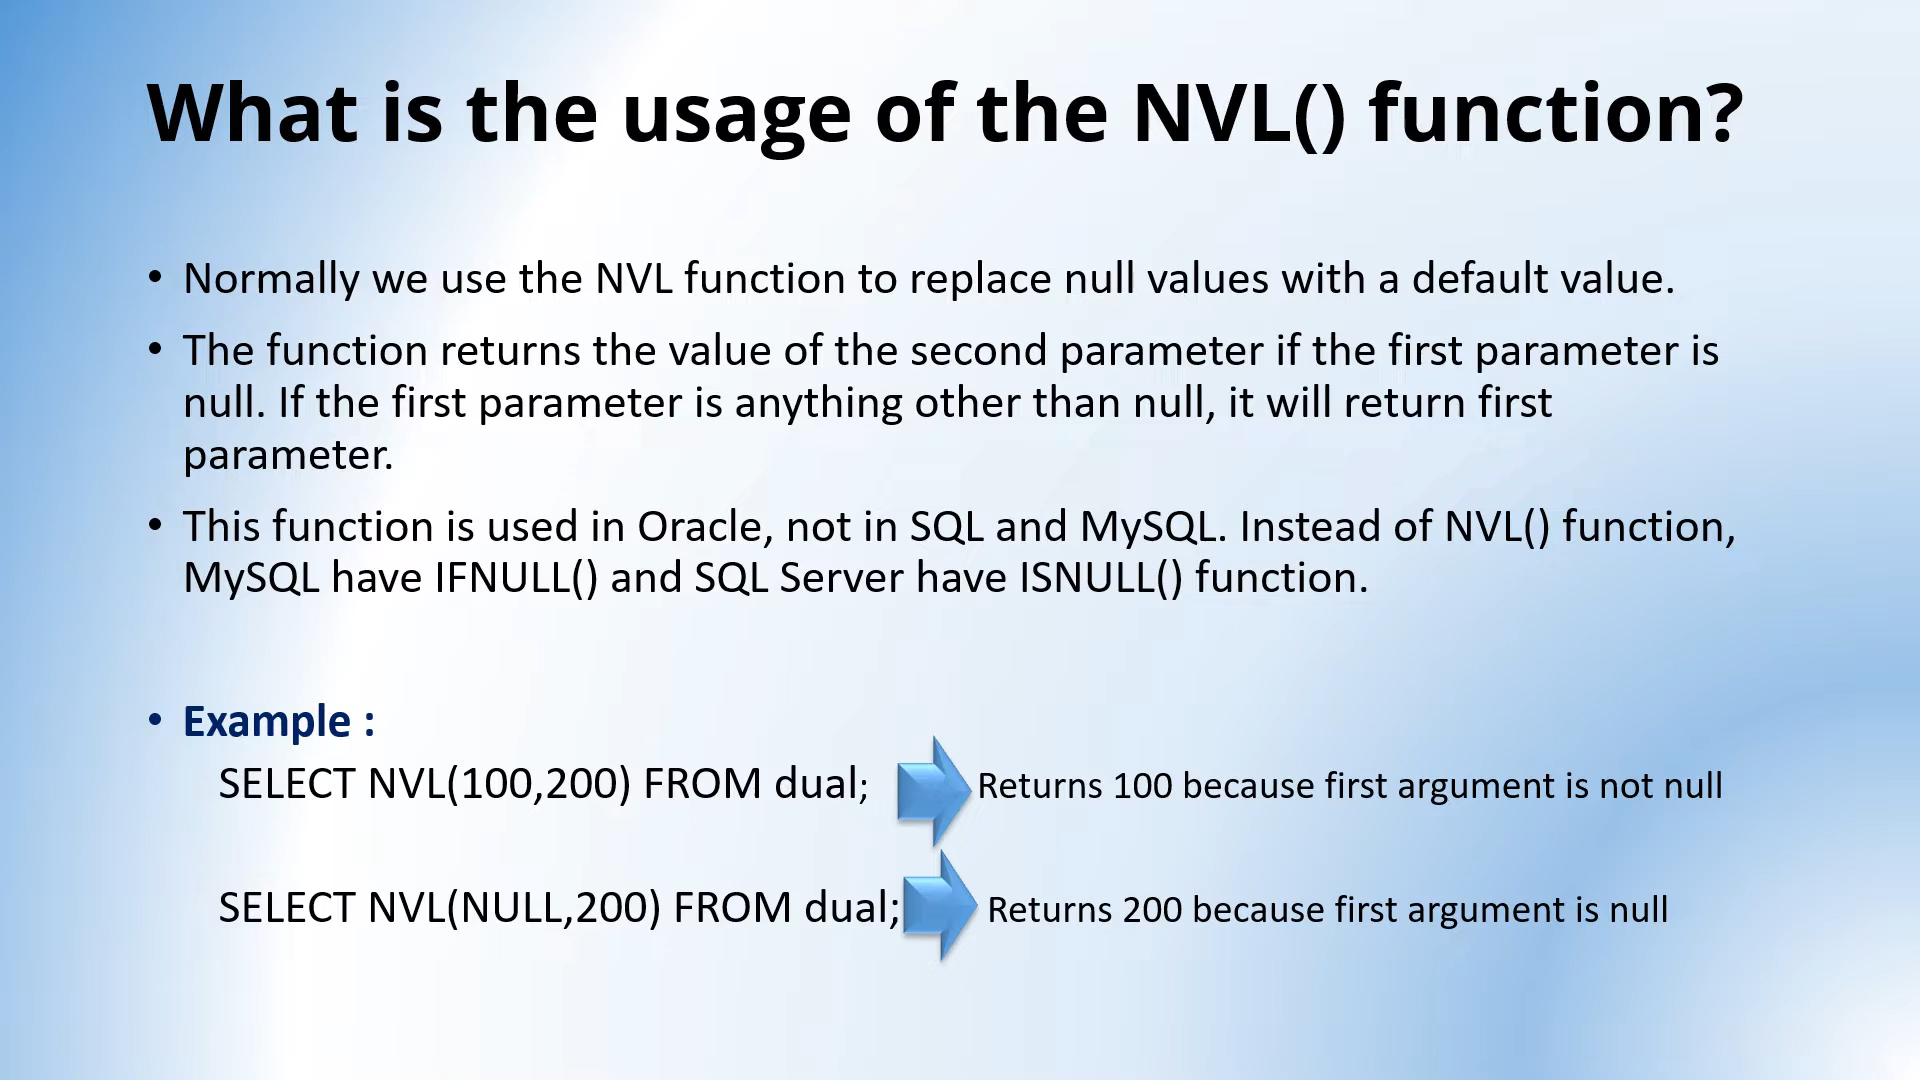 What is the usage of the NVL() function?
• Normally we use the NVL function to replace null values with a default value.
• The function returns the value of the second parameter if the first parameter is
null. If the first parameter is anything other than null, it will return first
parameter.
• This function is used in Oracle, not in SQL and MySQL. Instead of NVL() function,
MySQL have IFNULL() and SQL Server have ISNULL() function.
• Example :
SELECT NVL(100,200) FROM dual; Returns 100 because first argument is not null
SELECT NVL(NULL,200) FROM dual; Returns 200 because first argument is null